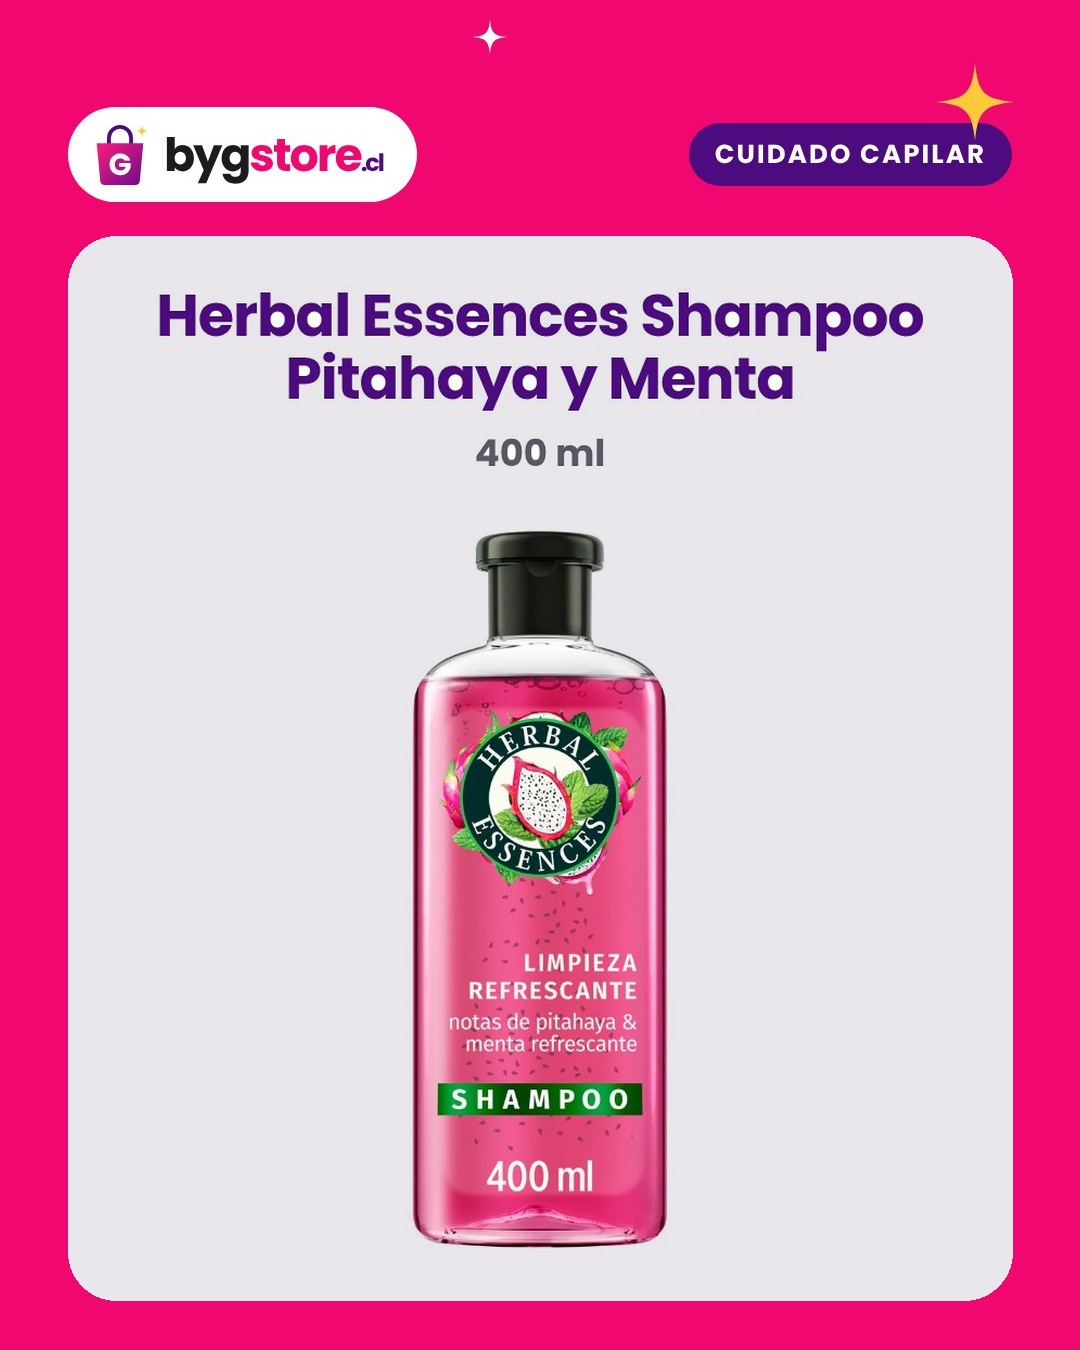 G bygstore.cl
CUIDADO CAPILAR
Herbal Essences Shampoo
Pitahaya y Menta
400 ml
HERBAL
ESSENCES
LIMPIEZA
REFRESCANTE
notas de pitahaya &
menta refrescante
SHAMPOO
400 ml